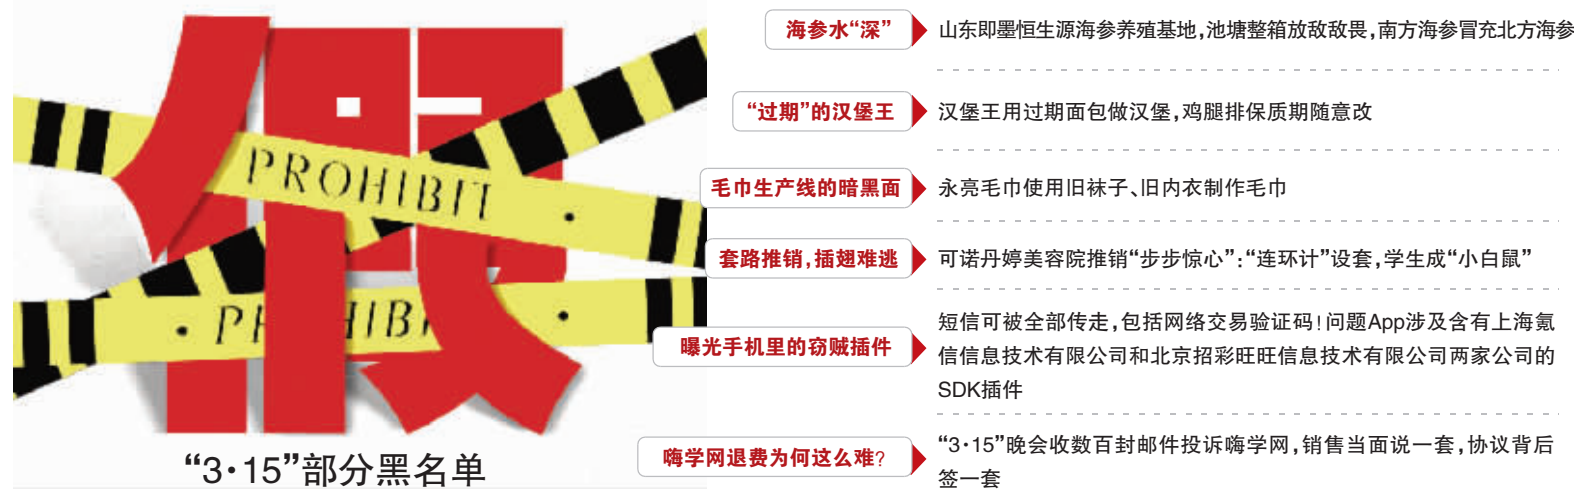 假
PROHIBIT
PROHIBI
“3·15”部分黑名单
海参水“深”
山东即墨恒生源海参养殖基地,池塘整箱放敌敌畏,南方海参冒充北方海参
“过期”的汉堡王
汉堡王用过期面包做汉堡,鸡腿排保质期随意改
毛巾生产线的暗黑面
永亮毛巾使用旧袜子、旧内衣制作毛巾
套路推销,插翅难逃
可诺丹婷美容院推销“步步惊心”:“连环计”设套,学生成“小白鼠”
曝光手机里的窃贼插件
短信可被全部传走,包括网络交易验证码!问题App涉及含有上海氪
信信息技术有限公司和北京招彩旺旺信息技术有限公司两家公司的
SDK插件
嗨学网退费为何这么难?
“3·15”晚会收数百封邮件投诉嗨学网,销售当面说一套,协议背后
签一套